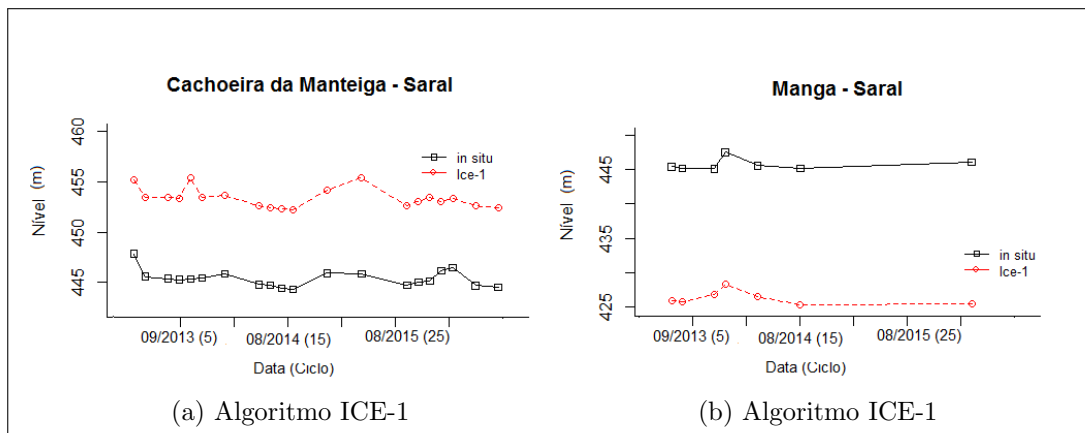 Cachoeira da Manteiga - Saral
Nível (m)
460
455
450
445
in situ
Ice-1
09/2013 (5)
08/2014 (15)
08/2015 (25)
Data (Ciclo)
(a) Algoritmo ICE-1
Manga - Saral
Nível (m)
445
435
425
in situ
Ice-1
09/2013 (5)
08/2014 (15)
08/2015 (25)
Data (Ciclo)
(b) Algoritmo ICE-1